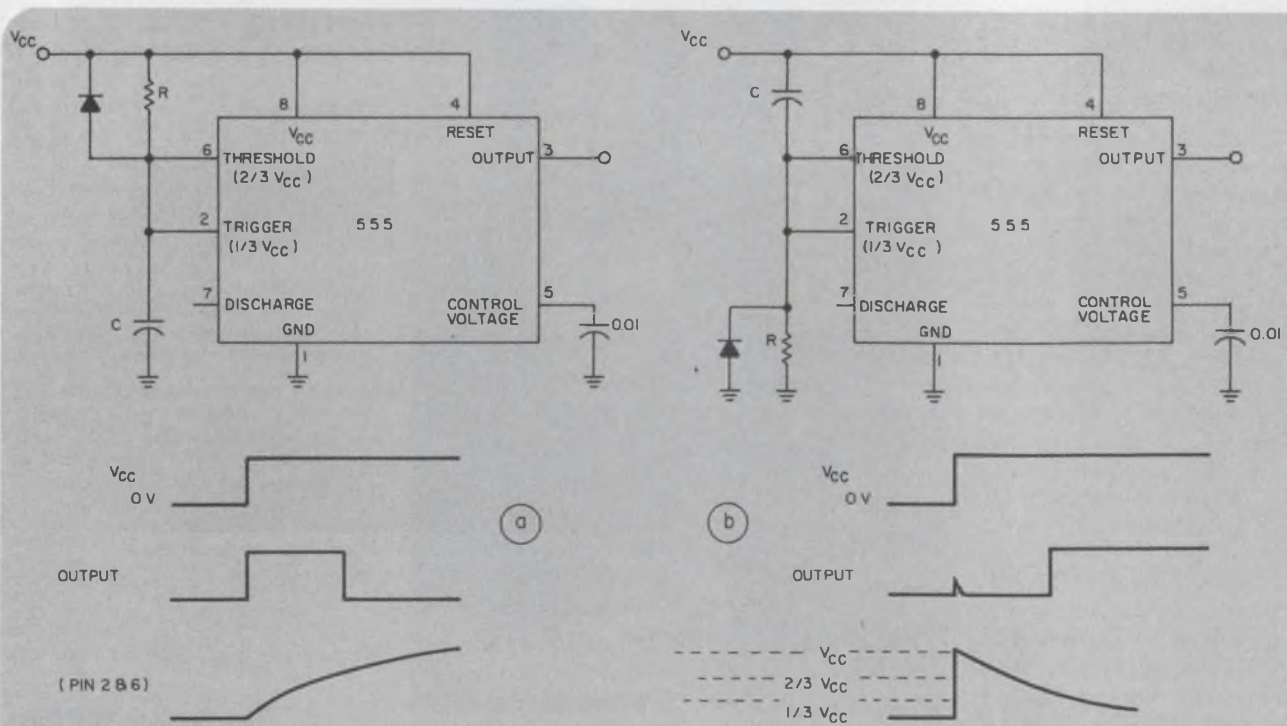 VCC
R
8
4
VCC
RESET
6
THRESHOLD
(2/3 VCC)
OUTPUT
3
2
TRIGGER
(1/3 VCC)
555
7
DISCHARGE
CONTROL
VOLTAGE
5
C
GND
0.01
1
VCC
C
8
4
VCC
RESET
6
THRESHOLD
(2/3 VCC)
OUTPUT
3
2
TRIGGER
(1/3 VCC)
555
7
DISCHARGE
CONTROL
VOLTAGE
5
R
GND
0.01
1
VCC
0 V
a
OUTPUT
(PIN 2 & 6)
b
VCC
0 V
OUTPUT
VCC
2/3 VCC
1/3 VCC